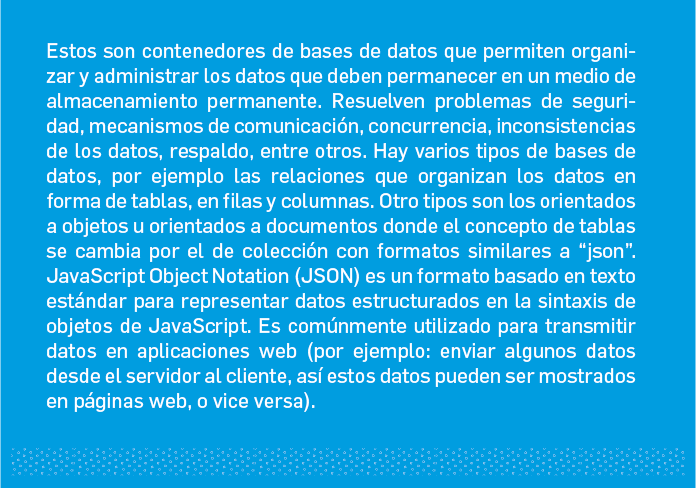 Estos son contenedores de bases de datos que permiten organi-
zar y administrar los datos que deben permanecer en un medio de
almacenamiento permanente. Resuelven problemas de seguri-
dad, mecanismos de comunicación, concurrencia, inconsistencias
de los datos, respaldo, entre otros. Hay varios tipos de bases de
datos, por ejemplo las relaciones que organizan los datos en
forma de tablas, en filas y columnas. Otro tipos son los orientados
a objetos u orientados a documentos donde el concepto de tablas
se cambia por el de colección con formatos similares a “json”.
JavaScript Object Notation (JSON) es un formato basado en texto
estándar para representar datos estructurados en la sintaxis de
objetos de JavaScript. Es comúnmente utilizado para transmitir
datos en aplicaciones web (por ejemplo: enviar algunos datos
desde el servidor al cliente, así estos datos pueden ser mostrados
en páginas web, o vice versa).